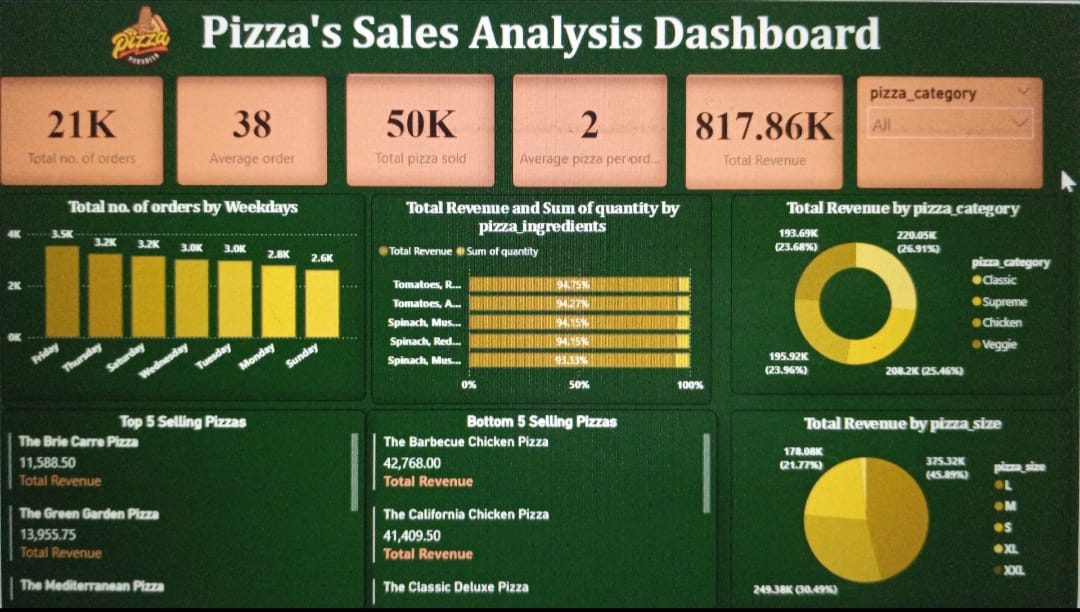 Pizza
PARADISE
Pizza's Sales Analysis Dashboard
21K
Total no. of orders
38
Average order
50K
Total pizza sold
2
Average pizza per ord...
817.86K
Total Revenue
pizza_category
All
Total no. of orders by Weekdays
4K
2K
0K
3.5K
3.2K
3.2K
3.0K
3.0K
2.8K
2.6K
Friday
Thursday
Saturday
Wednesday
Tuesday
Monday
Sunday
Total Revenue and Sum of quantity by
pizza_ingredients
Total Revenue
Sum of quantity
Tomatoes, R...
94.75%
Tomatoes, A...
94.27%
Spinach, Mus...
94.15%
Spinach, Red...
94.15%
Spinach, Mus...
93.33%
0%
50%
100%
Total Revenue by pizza_category
193.69K
(23.68%)
220.05K
(26.91%)
195.92K
(23.96%)
208.2K (25.46%)
pizza_category
Classic
Supreme
Chicken
Veggie
Top 5 Selling Pizzas
The Brie Carre Pizza
11,588.50
Total Revenue
The Green Garden Pizza
13,955.75
Total Revenue
The Mediterranean Pizza
Bottom 5 Selling Pizzas
The Barbecue Chicken Pizza
42,768.00
Total Revenue
The California Chicken Pizza
41,409.50
Total Revenue
The Classic Deluxe Pizza
Total Revenue by pizza_size
178.08K
(21.77%)
375.32K
(45.89%)
249.38K (30.49%)
pizza_size
L
M
S
XL
XXL